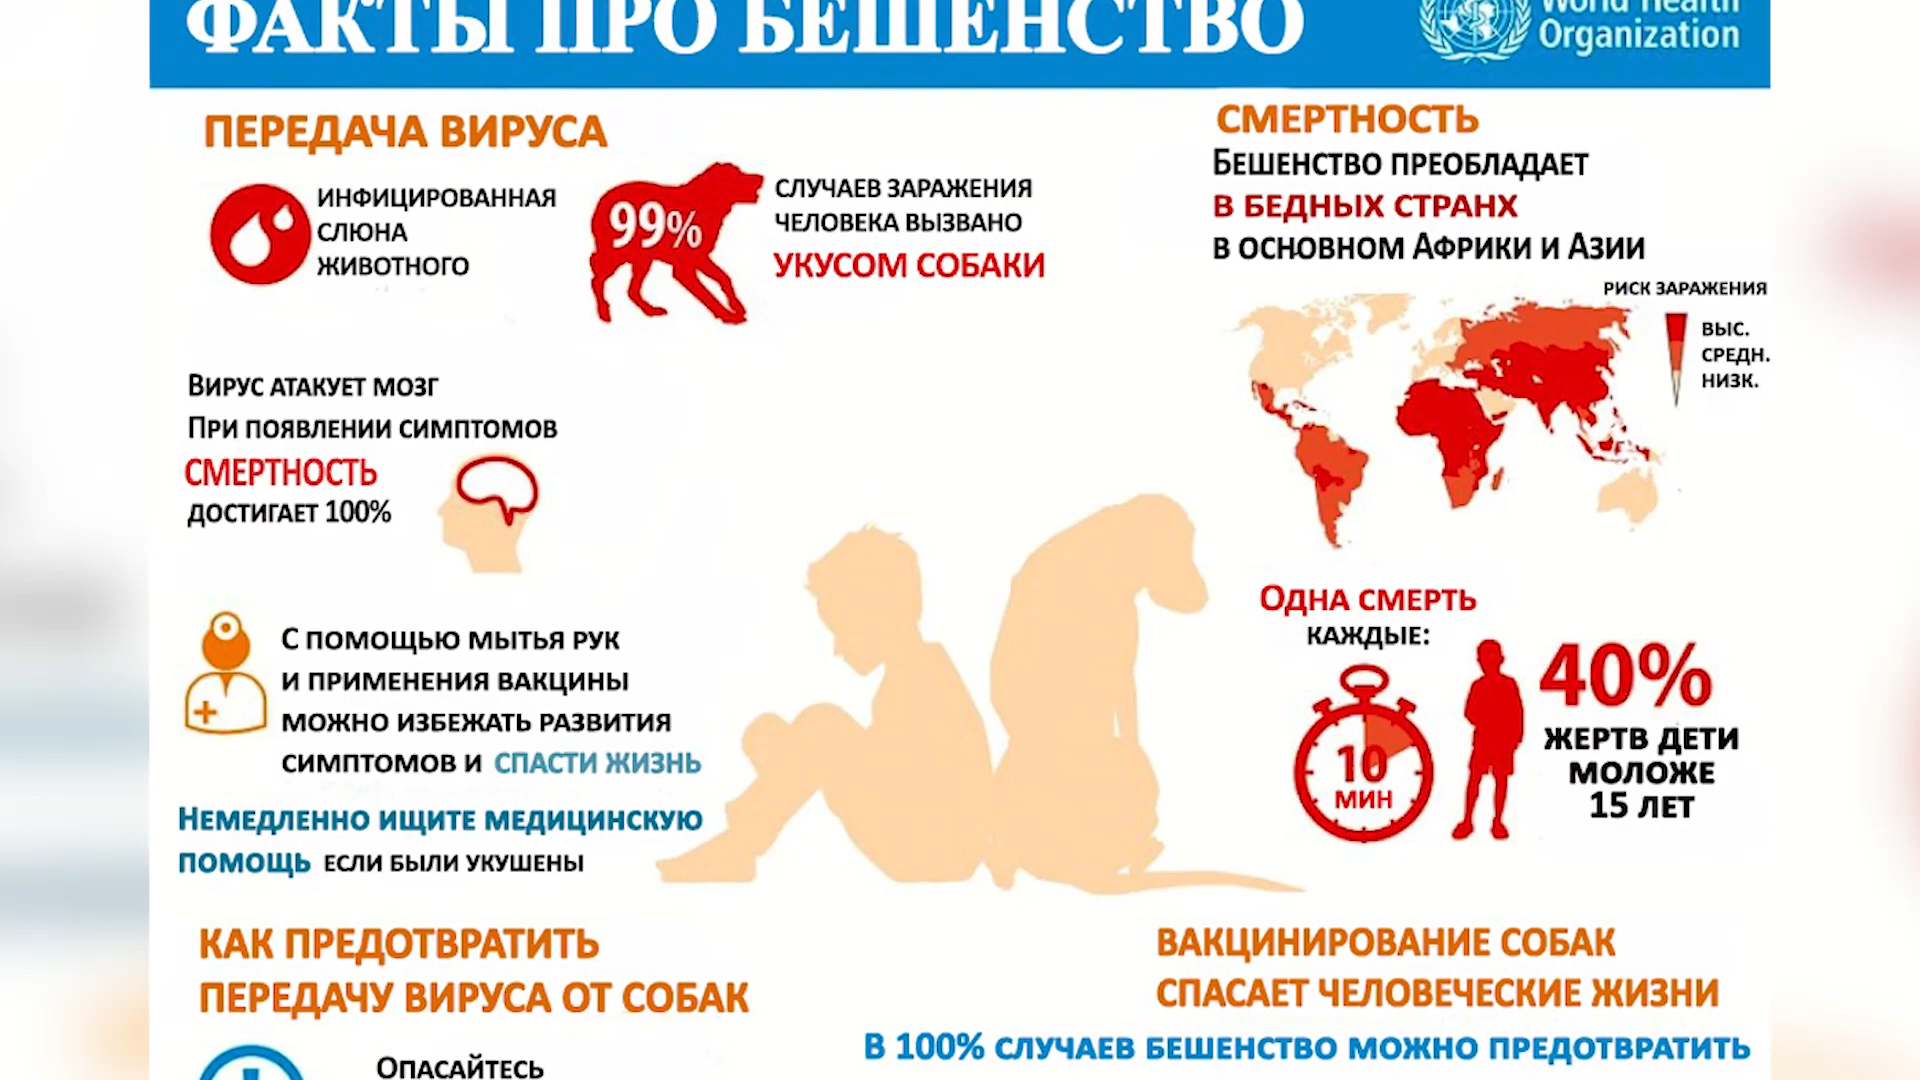 ФАКТЫ ПРО БЕШЕНСТВО
World Health
Organization
ПЕРЕДАЧА ВИРУСА
ИНФИЦИРОВАННАЯ
СЛЮНА
ЖИВОТНОГО
99%
СЛУЧАЕВ ЗАРАЖЕНИЯ
ЧЕЛОВЕКА ВЫЗВАНО
УКУСОМ СОБАКИ
СМЕРТНОСТЬ
БЕШЕНСТВО ПРЕОБЛАДАЕТ
В БЕДНЫХ СТРАНХ
В ОСНОВНОМ АФРИКИ И АЗИИ
РИСК ЗАРАЖЕНИЯ
ВЫС.
СРЕДН.
НИЗК.
ВИРУС АТАКУЕТ МОЗГ
ПРИ ПОЯВЛЕНИИ СИМПТОМОВ
СМЕРТНОСТЬ
ДОСТИГАЕТ 100%
С ПОМОЩЬЮ МЫТЬЯ РУК
И ПРИМЕНЕНИЯ ВАКЦИНЫ
МОЖНО ИЗБЕЖАТЬ РАЗВИТИЯ
СИМПТОМОВ И СПАСТИ ЖИЗНЬ
НЕМЕДЛЕННО ИЩИТЕ МЕДИЦИНСКУЮ
ПОМОЩЬ ЕСЛИ БЫЛИ УКУШЕНЫ
ОДНА СМЕРТЬ
КАЖДЫЕ:
10
МИН
40%
ЖЕРТВ ДЕТИ
МОЛОЖЕ
15 ЛЕТ
КАК ПРЕДОТВРАТИТЬ
ПЕРЕДАЧУ ВИРУСА ОТ СОБАК
ОПАСАЙТЕСЬ
ВАКЦИНИРОВАНИЕ СОБАК
СПАСАЕТ ЧЕЛОВЕЧЕСКИЕ ЖИЗНИ
В 100% СЛУЧАЕВ БЕШЕНСТВО МОЖНО ПРЕДОТВРАТИТЬ